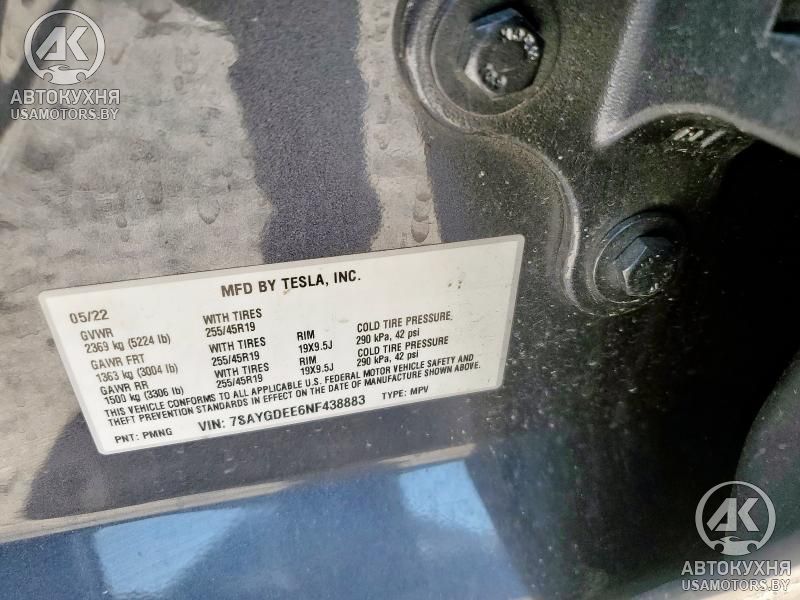 AK
АВТОКУХНЯ
USAMOTORS.BY
MFD BY TESLA, INC.
05/22
GVWR WITH TIRES
2369 kg (5224 lb) 255/45R19 RIM COLD TIRE PRESSURE:
GAWR FRT WITH TIRES 19X9.5J 290 kPa, 42 psi
1363 kg (3004 lb) 255/45R19 RIM COLD TIRE PRESSURE:
GAWR RR WITH TIRES 19X9.5J 290 kPa, 42 psi
1500 kg (3306 lb) 255/45R19
THIS VEHICLE CONFORMS TO ALL APPLICABLE U.S. FEDERAL MOTOR VEHICLE SAFETY AND
THEFT PREVENTION STANDARDS IN EFFECT ON THE DATE OF MANUFACTURE SHOWN ABOVE.
PNT: PMNG VIN: 7SAYGDEE6NF438883 TYPE: MPV
AK
АВТОКУХНЯ
USAMOTORS.BY